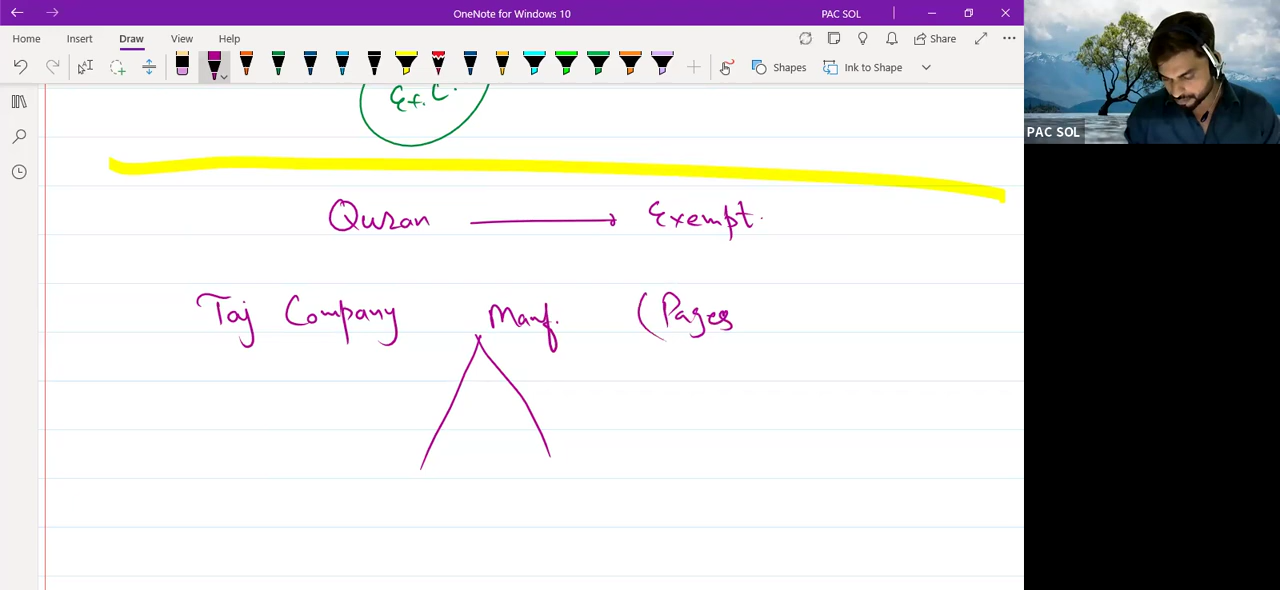 OneNote for Windows 10
PAC SOL
Home Insert Draw View Help
Share
Shapes
Ink to Shape
Ex. C.
Quran → Exempt.
Taj Company Manf. (Pages
PAC SOL